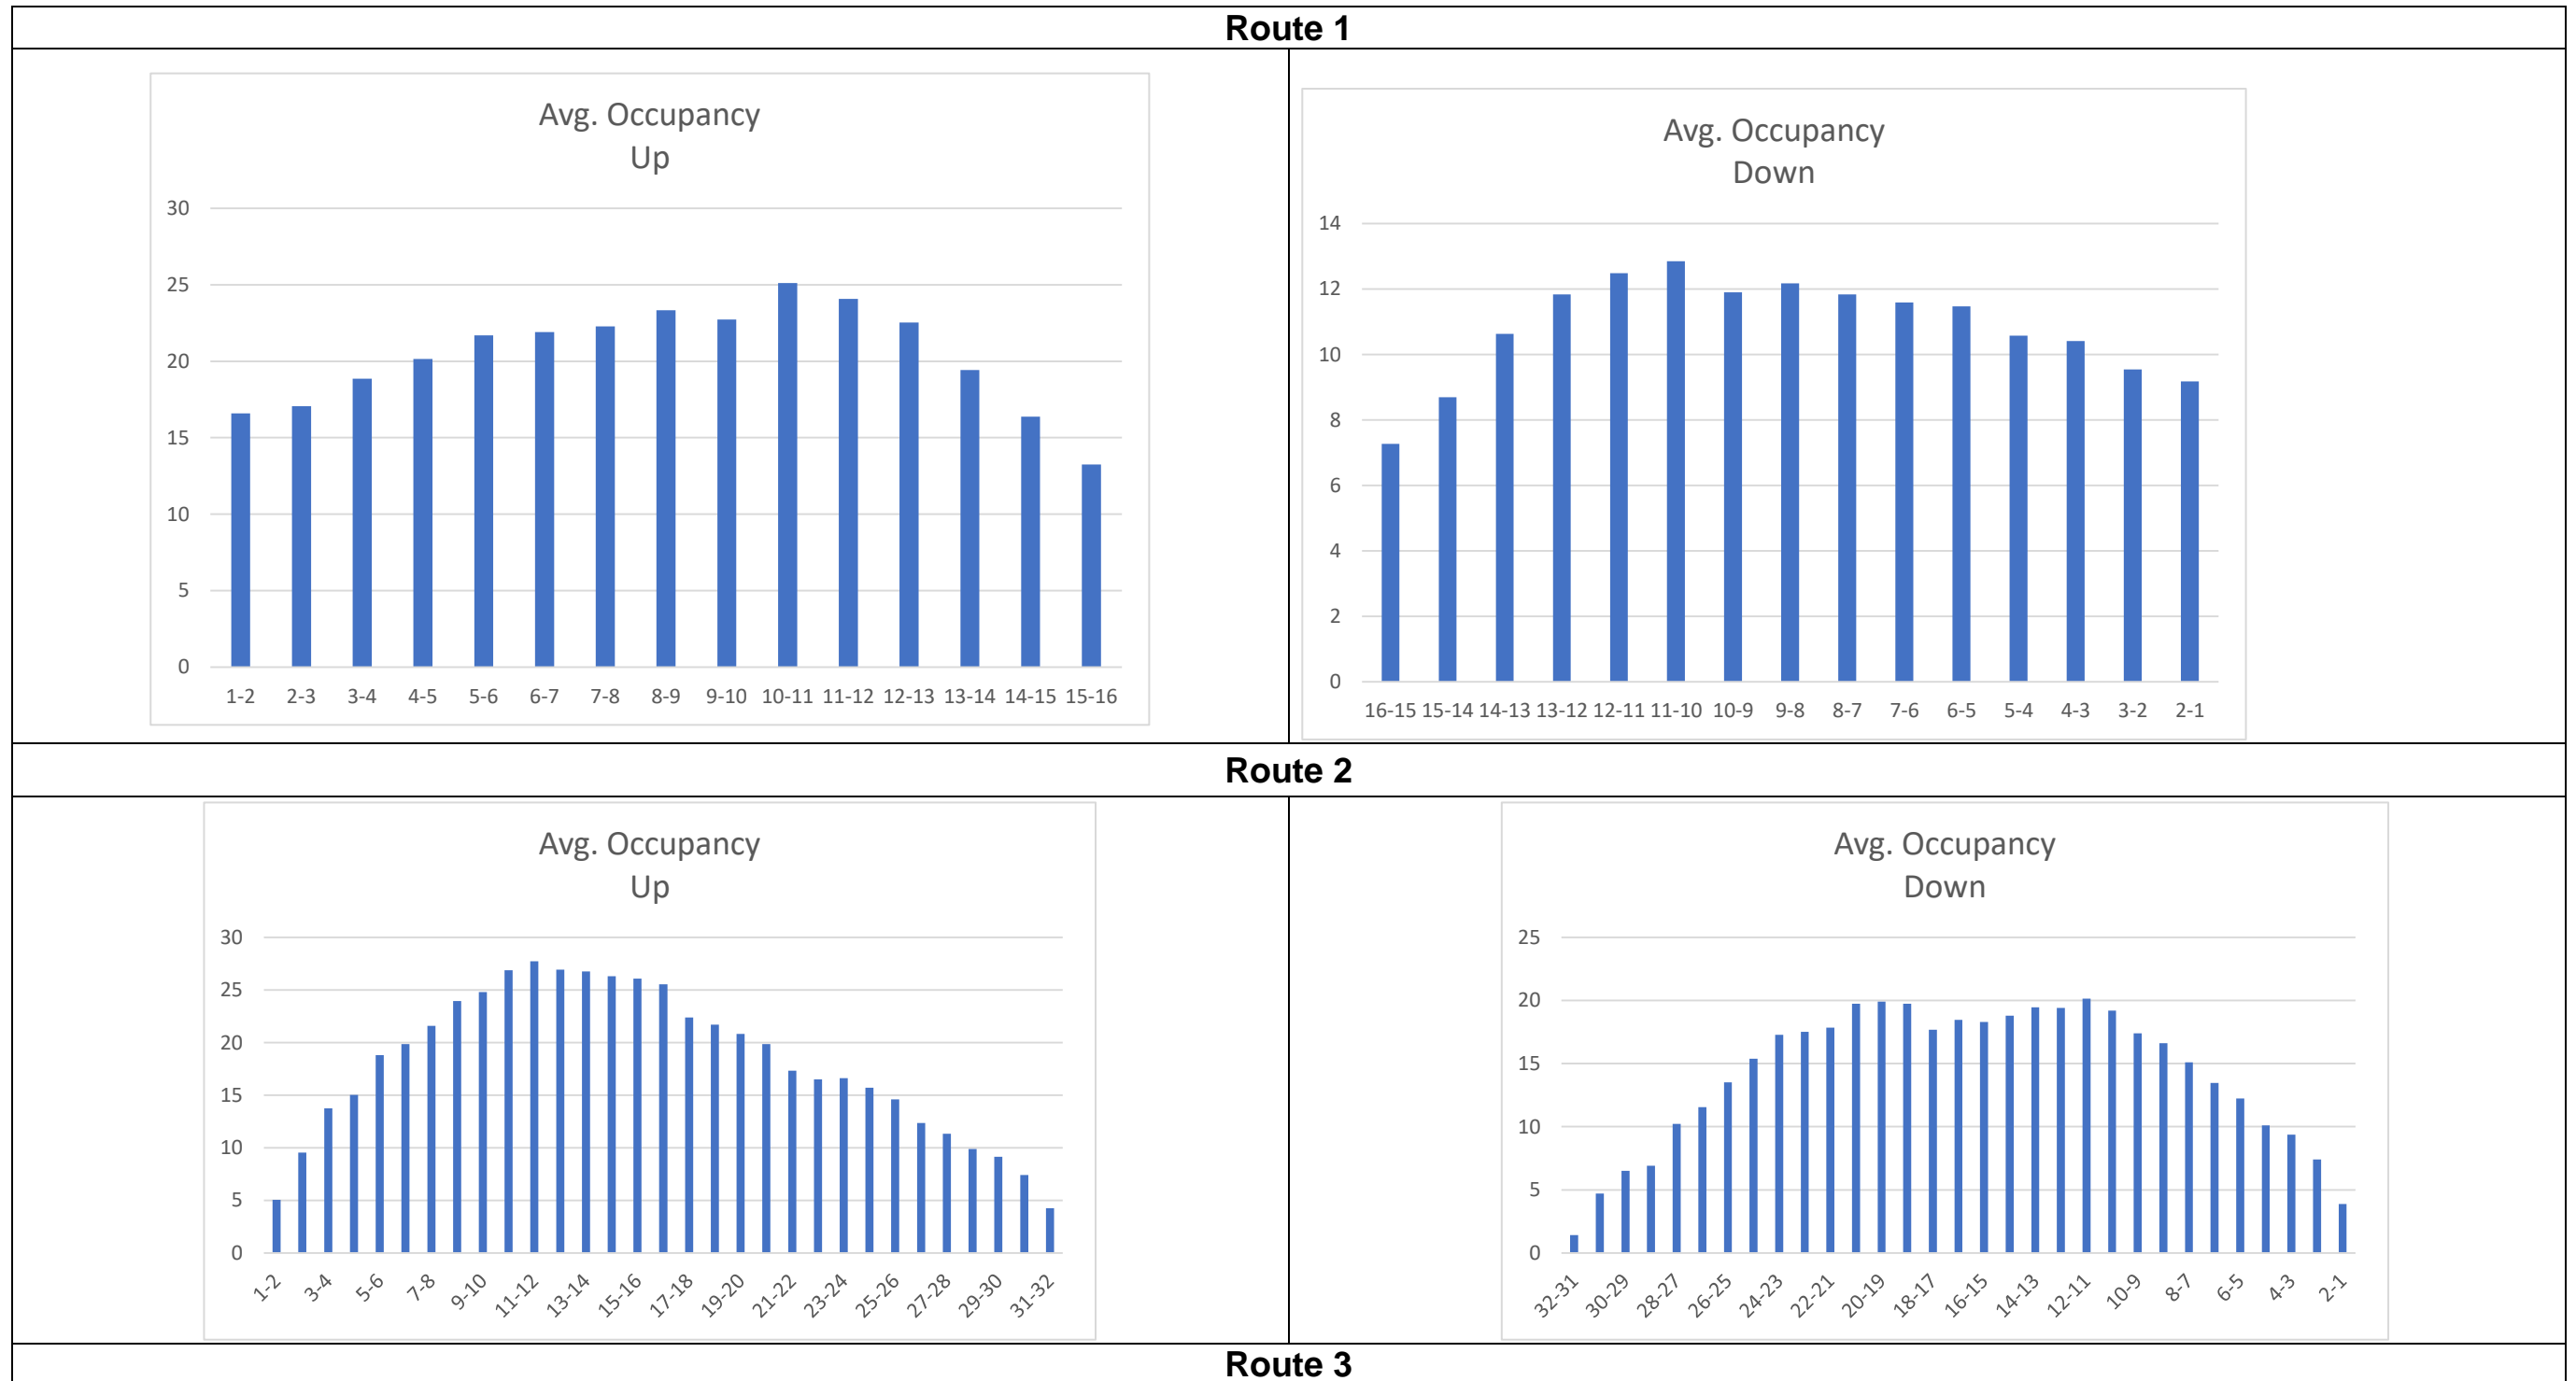 Route 1
Avg. Occupancy
Up
30
25
20
15
10
5
0
1-2 2-3 3-4 4-5 5-6 6-7 7-8 8-9 9-10 10-11 11-12 12-13 13-14 14-15 15-16
Avg. Occupancy
Down
14
12
10
8
6
4
2
0
16-15 15-14 14-13 13-12 12-11 11-10 10-9 9-8 8-7 7-6 6-5 5-4 4-3 3-2 2-1
Route 2
Avg. Occupancy
Up
30
25
20
15
10
5
0
1-2 3-4 5-6 7-8 9-10 11-12 13-14 15-16 17-18 19-20 21-22 23-24 25-26 27-28 29-30 31-32
Avg. Occupancy
Down
25
20
15
10
5
0
32-31 30-29 28-27 26-25 24-23 22-21 20-19 18-17 16-15 14-13 12-11 10-9 8-7 6-5 4-3 2-1
Route 3